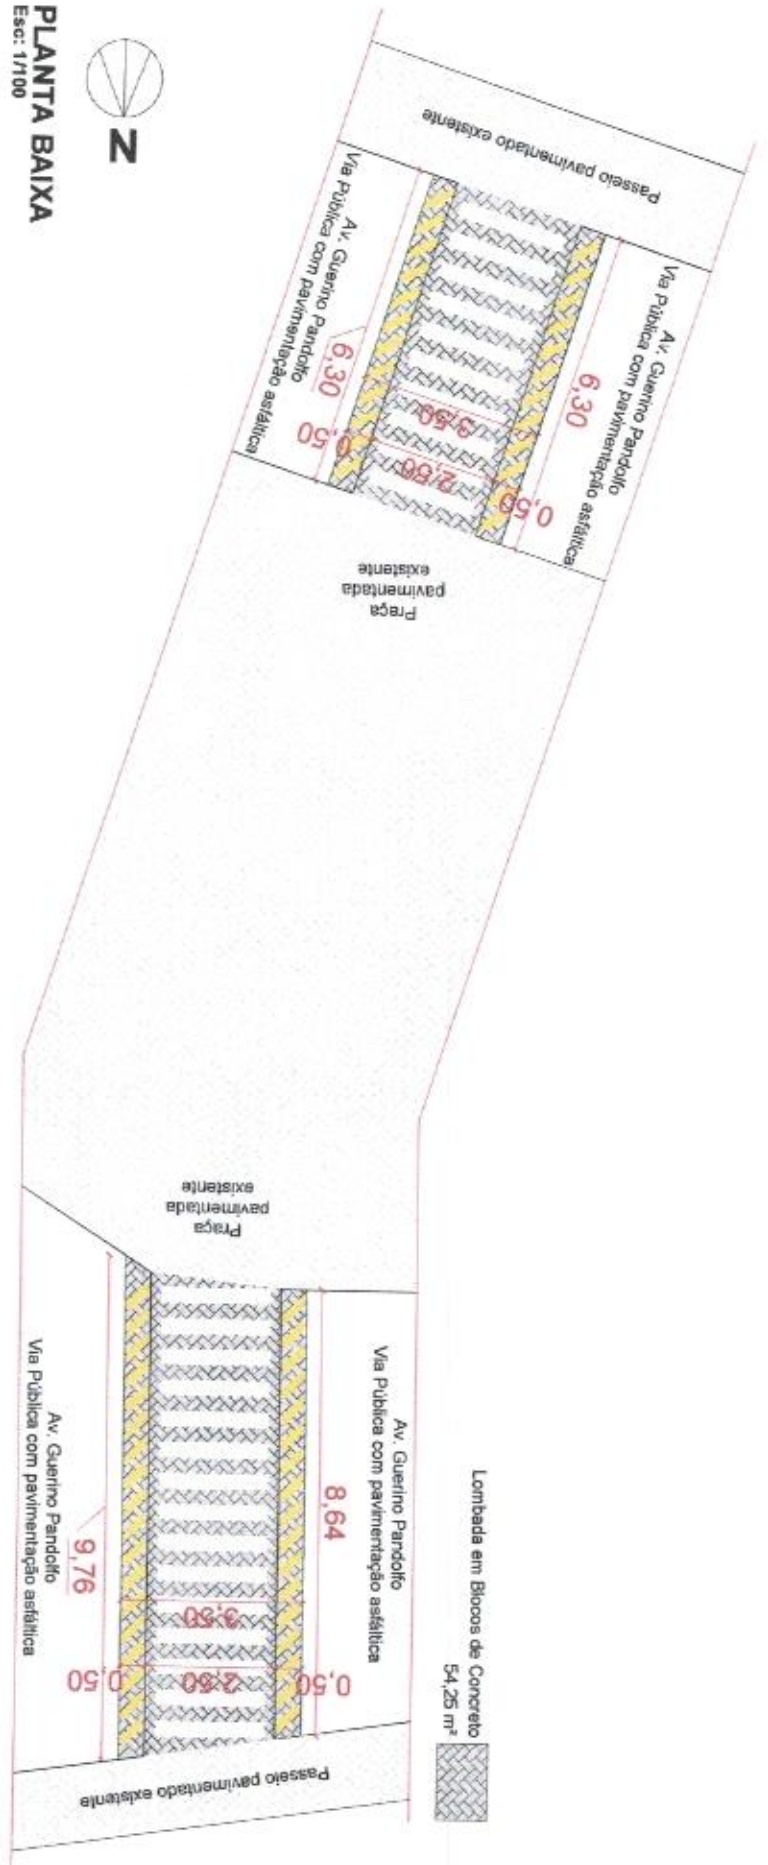 PLANTA BAIXA
Esc: 1/100
N
Passeio pavimentado existente
Av. Guerino Pandolfo
Via Pública com pavimentação asfáltica
6,30
0,50
3,50
2,50
Av. Guerino Pandolfo
Via Pública com pavimentação asfáltica
6,30
0,50
Praça
pavimentada
existente
Praça
pavimentada
existente
Av. Guerino Pandolfo
Via Pública com pavimentação asfáltica
9,76
0,50
3,50
2,50
Av. Guerino Pandolfo
Via Pública com pavimentação asfáltica
8,64
0,50
Passeio pavimentado existente
Lombada em Blocos de Concreto
54,25 m²